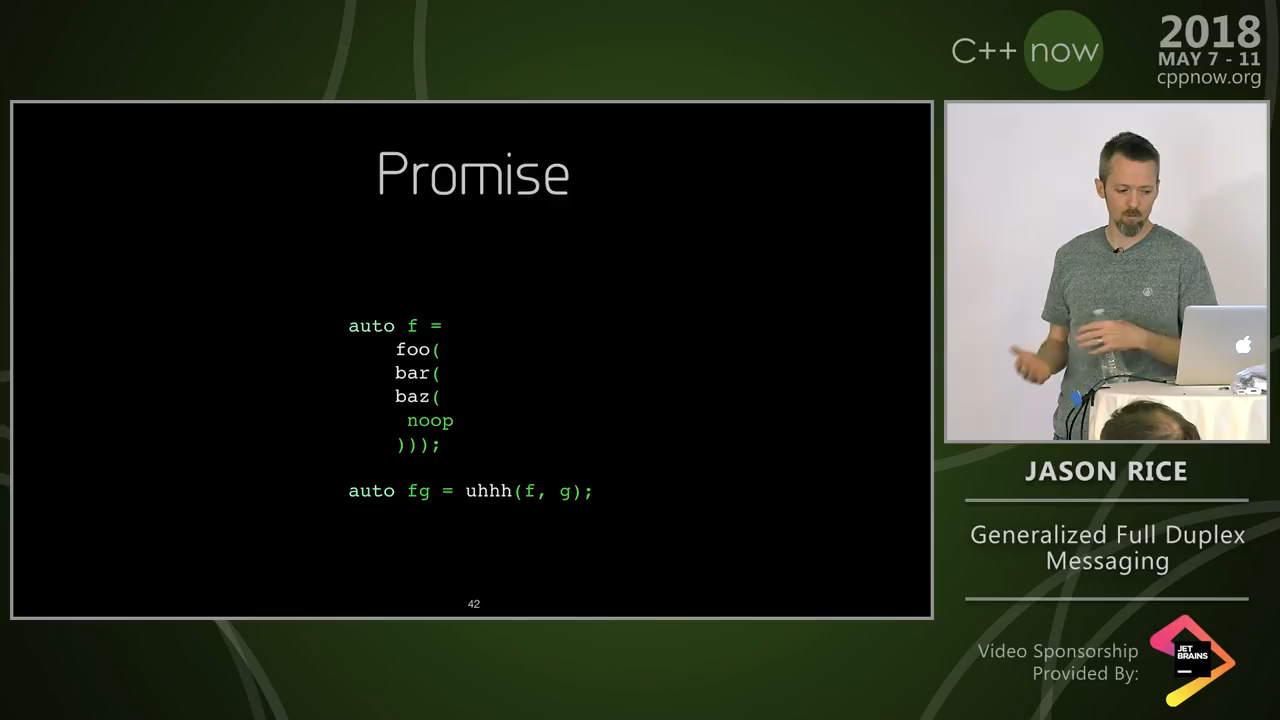 C++ now
2018
MAY 7 - 11
cppnow.org
Promise
auto f =
foo(
bar(
baz(
noop
)));
auto fg = uhhh(f, g);
42
JASON RICE
Generalized Full Duplex
Messaging
Video Sponsorship
Provided By:
JET
BRAINS